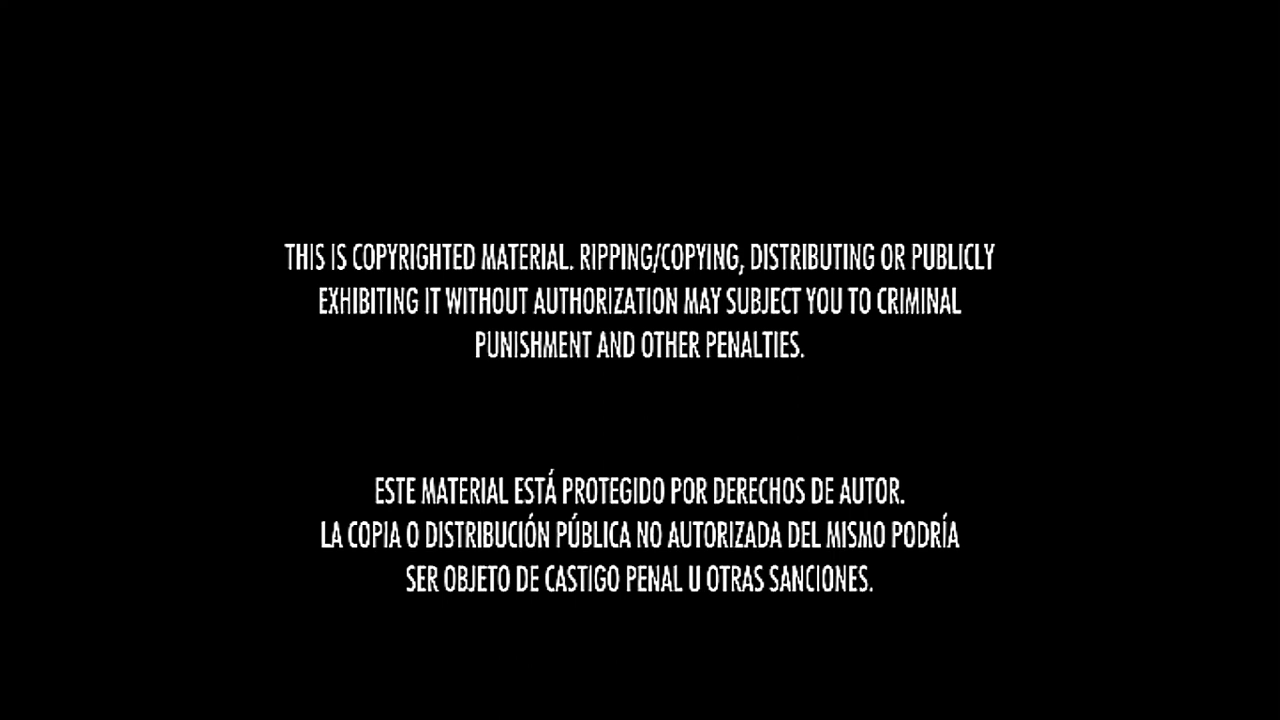 THIS IS COPYRIGHTED MATERIAL. RIPPING/COPYING, DISTRIBUTING OR PUBLICLY
EXHIBITING IT WITHOUT AUTHORIZATION MAY SUBJECT YOU TO CRIMINAL
PUNISHMENT AND OTHER PENALTIES.
ESTE MATERIAL ESTÁ PROTEGIDO POR DERECHOS DE AUTOR.
LA COPIA O DISTRIBUCIÓN PÚBLICA NO AUTORIZADA DEL MISMO PODRÍA
SER OBJETO DE CASTIGO PENAL U OTRAS SANCIONES.